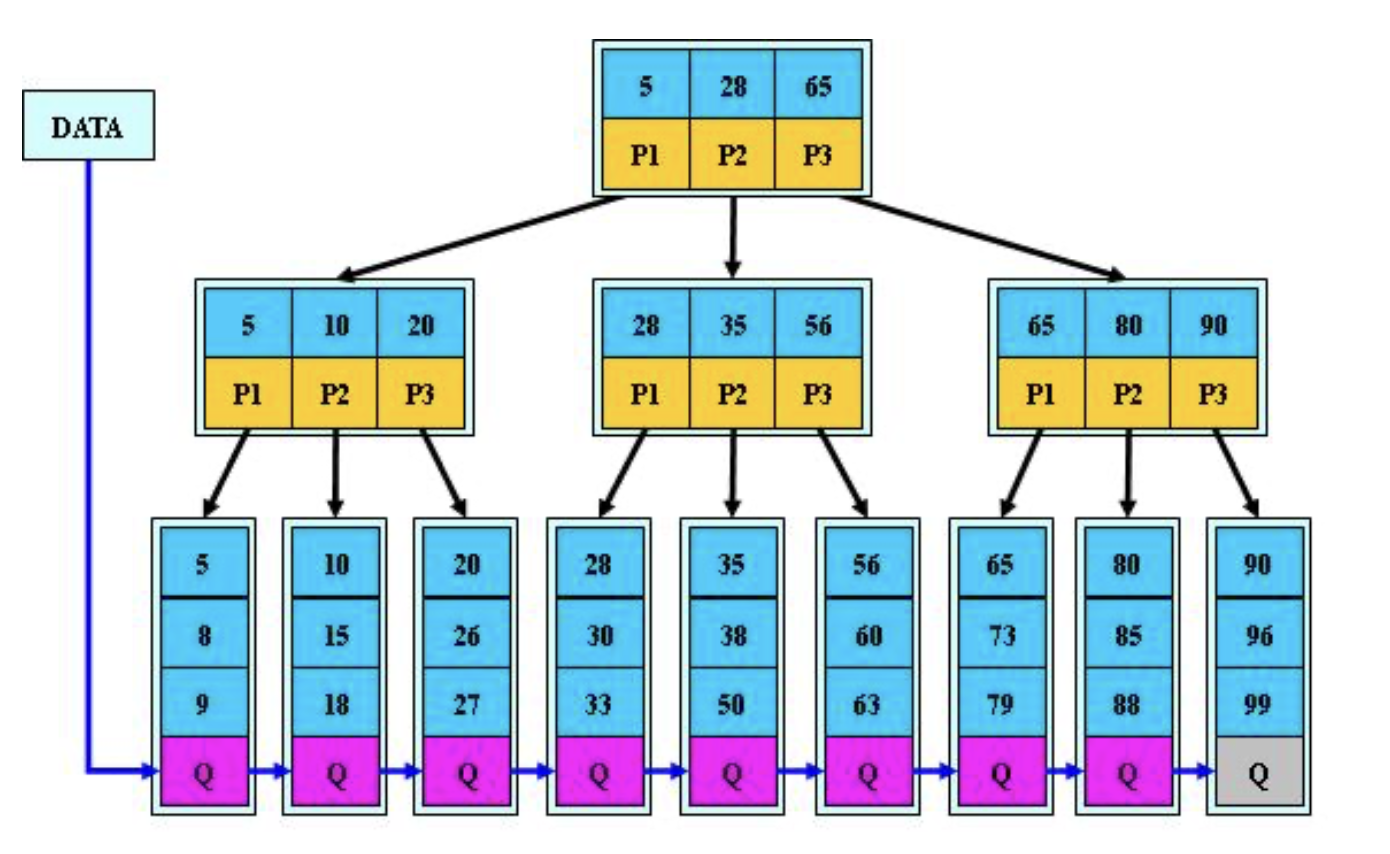 5 28 65
DATA
P1 P2 P3
5 10 20 28 35 56 65 80 90
P1 P2 P3 P1 P2 P3 P1 P2 P3
5 10 20 28 35 56 65 80 90
8 15 26 30 38 60 73 85 96
9 18 27 33 50 63 79 88 99
Q Q Q Q Q Q Q Q Q